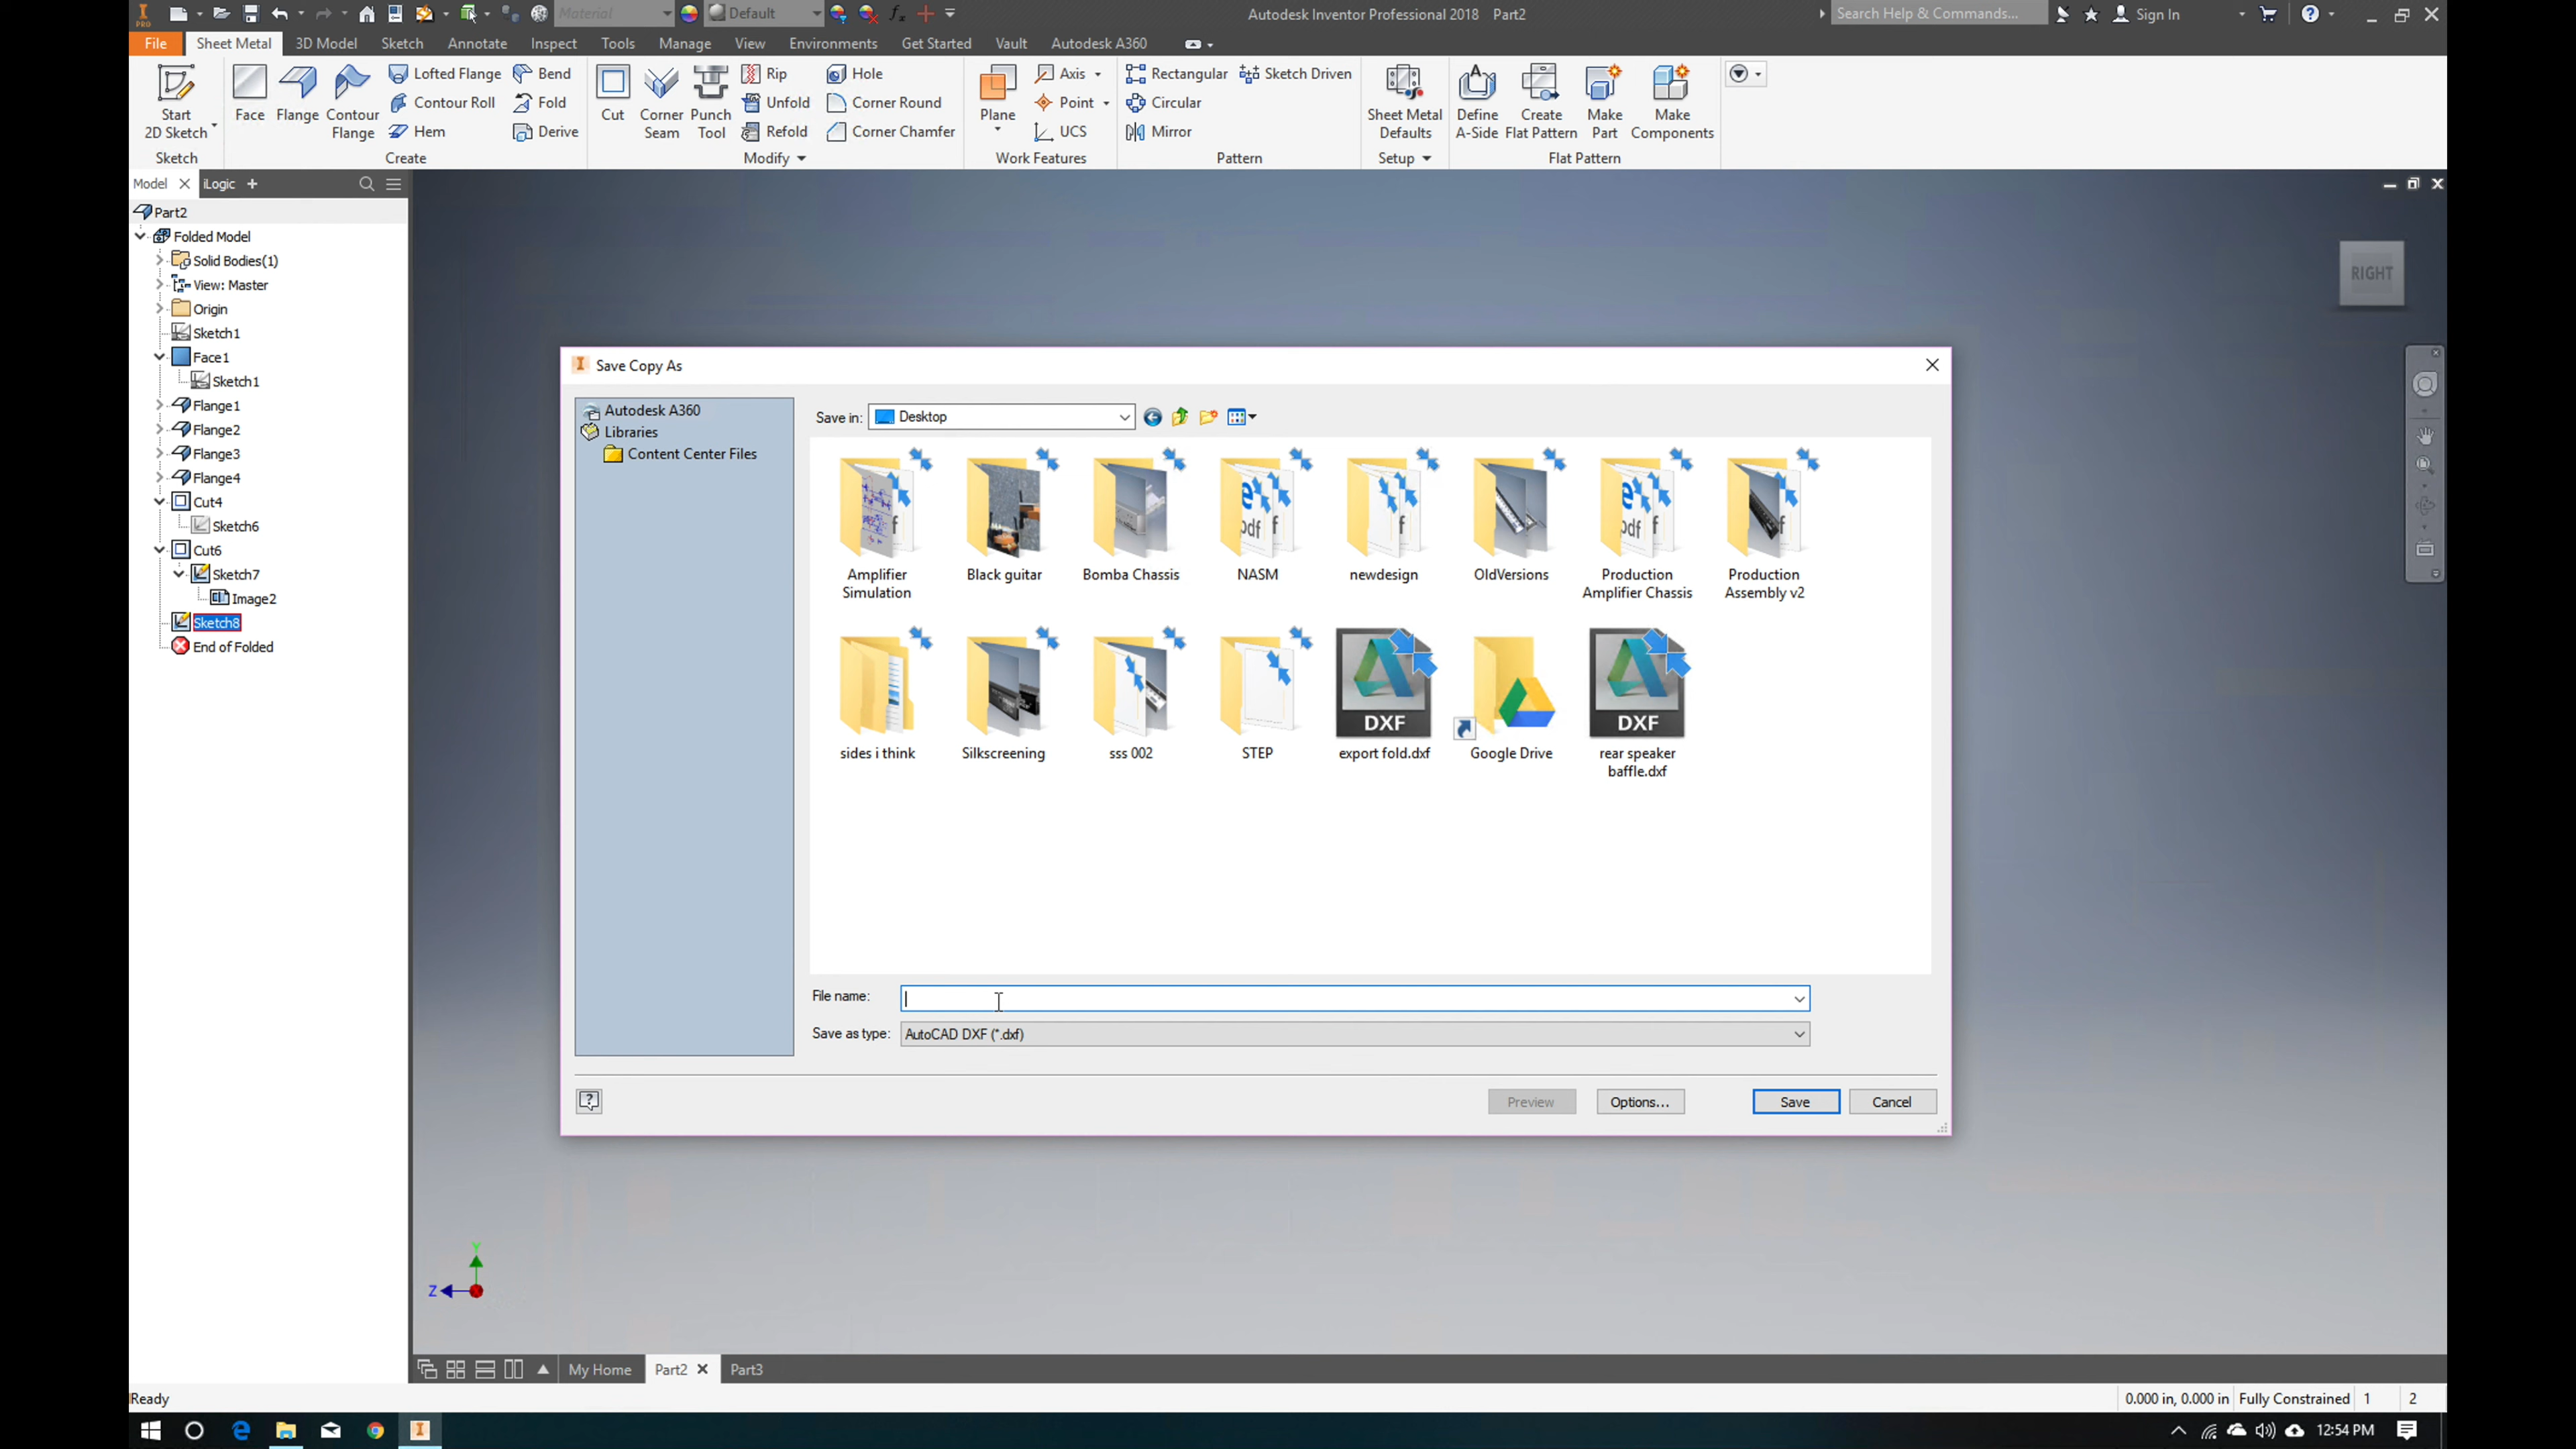 Material
Default
Autodesk Inventor Professional 2018 Part2
Search Help & Commands...
Sign In
PRO
File Sheet Metal 3D Model Sketch Annotate Inspect Tools Manage View Environments Get Started Vault Autodesk A360
Start
2D Sketch
Sketch
Face
Flange
Contour
Flange
Lofted Flange
Contour Roll
Hem
Bend
Fold
Derive
Create
Cut
Corner
Seam
Punch
Tool
Rip
Unfold
Refold
Hole
Corner Round
Corner Chamfer
Modify
Plane
Axis
Point
UCS
Work Features
Rectangular
Circular
Mirror
Sketch Driven
Pattern
Sheet Metal
Defaults
Setup
Define
A-Side
Create
Flat Pattern
Make
Part
Make
Components
Flat Pattern
Model iLogic
Part2
Folded Model
Solid Bodies(1)
View: Master
Origin
Sketch1
Face1
Sketch1
Flange1
Flange2
Flange3
Flange4
Cut4
Sketch6
Cut6
Sketch7
Image2
Sketch8
End of Folded
RIGHT
Save Copy As
Autodesk A360
Libraries
Content Center Files
Save in: Desktop
Amplifier
Simulation
Black guitar
Bomba Chassis
NASM
newdesign
OldVersions
Production
Amplifier Chassis
Production
Assembly v2
sides i think
Silkscreening
sss 002
STEP
DXF
export fold.dxf
Google Drive
DXF
rear speaker
baffle.dxf
File name:
Save as type: AutoCAD DXF (*.dxf)
Preview Options... Save Cancel
Y
Z
My Home Part2 Part3
Ready
0.000 in, 0.000 in Fully Constrained 1 2
12:54 PM